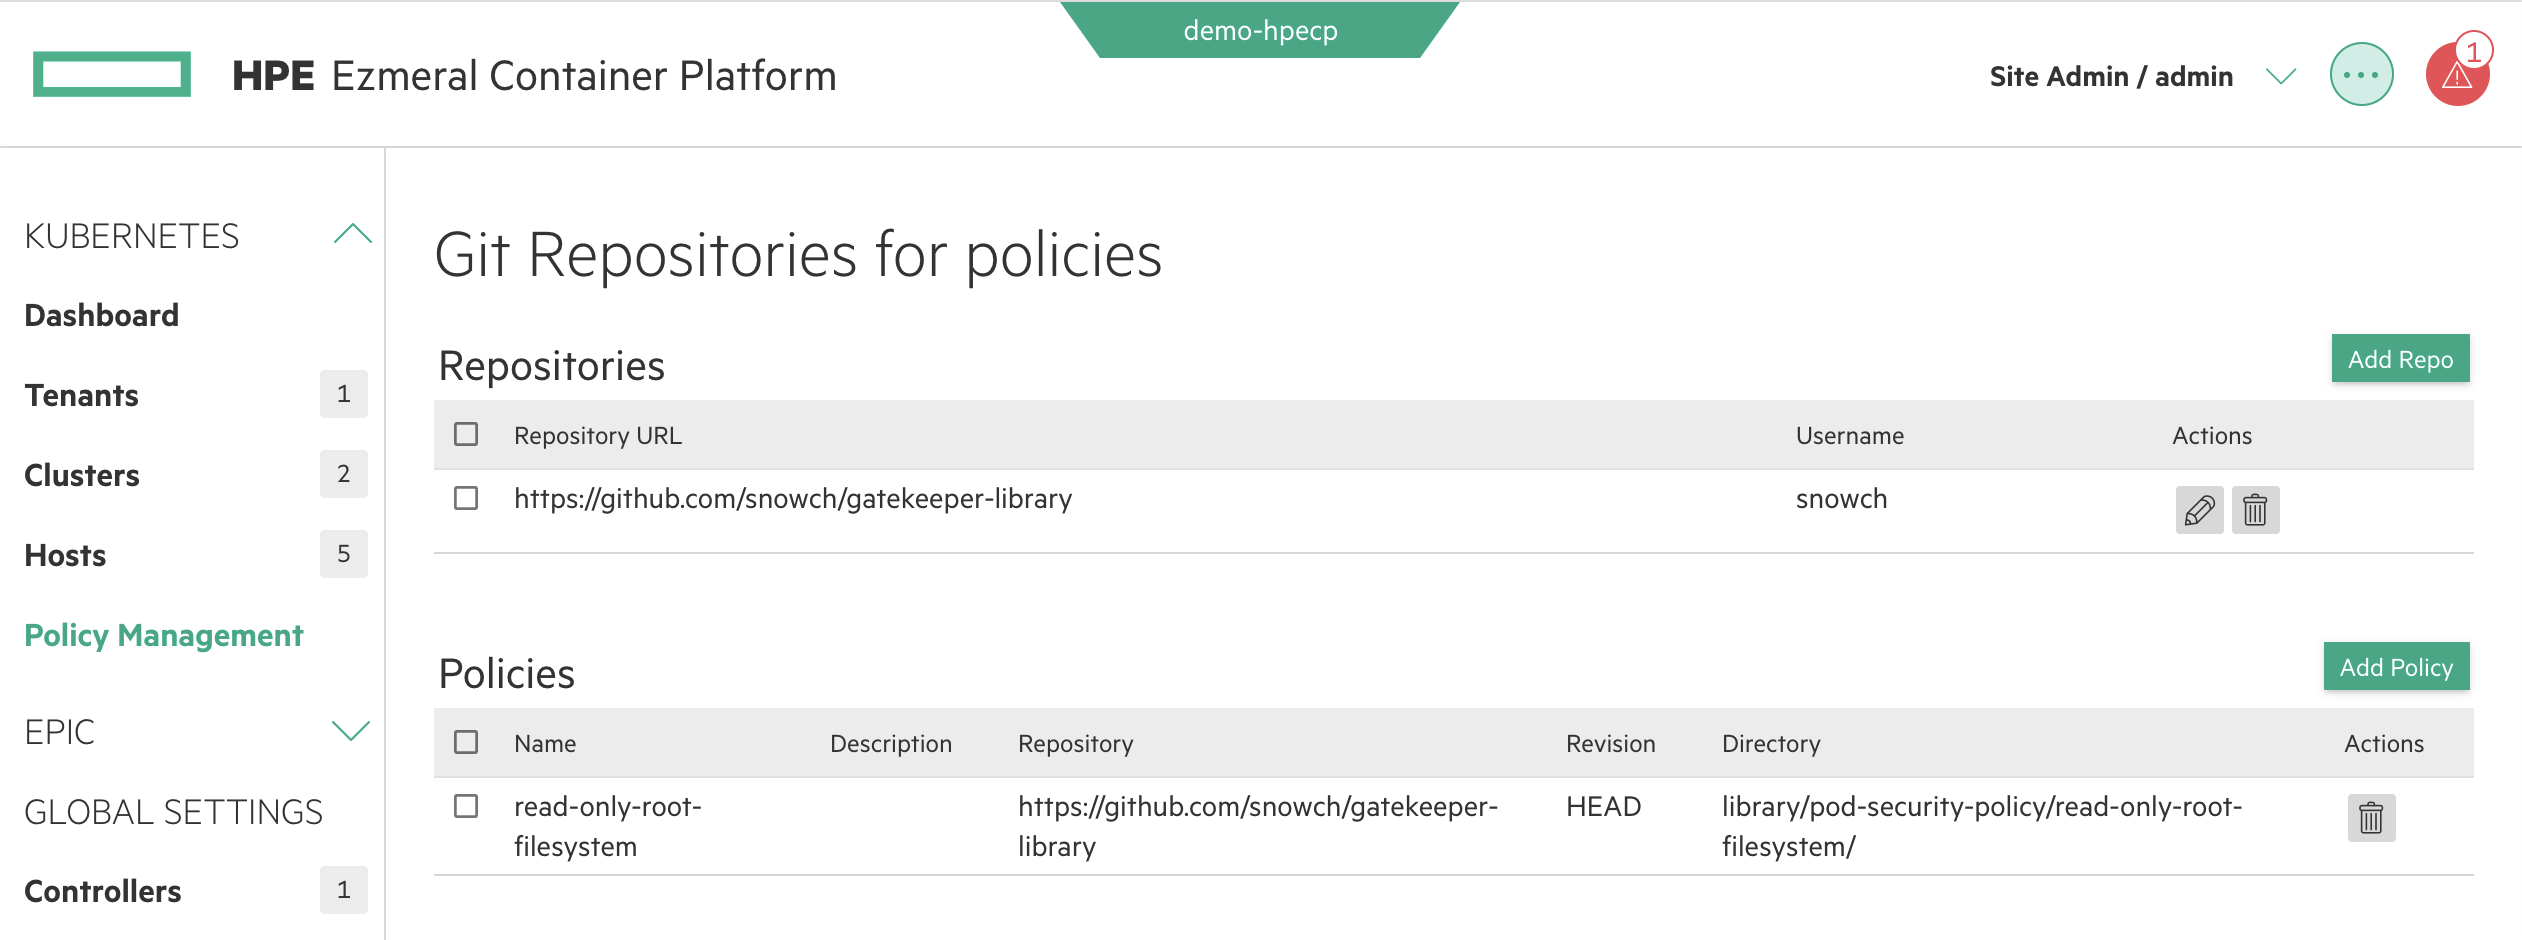 demo-hpecp
HPE Ezmeral Container Platform
Site Admin / admin
1
KUBERNETES
Dashboard
Tenants 1
Clusters 2
Hosts 5
Policy Management
EPIC
GLOBAL SETTINGS
Controllers 1
Git Repositories for policies
Repositories
Add Repo
Repository URL Username Actions
https://github.com/snowch/gatekeeper-library snowch
Policies
Add Policy
Name Description Repository Revision Directory Actions
read-only-root- https://github.com/snowch/gatekeeper- HEAD library/pod-security-policy/read-only-root-
filesystem library filesystem/